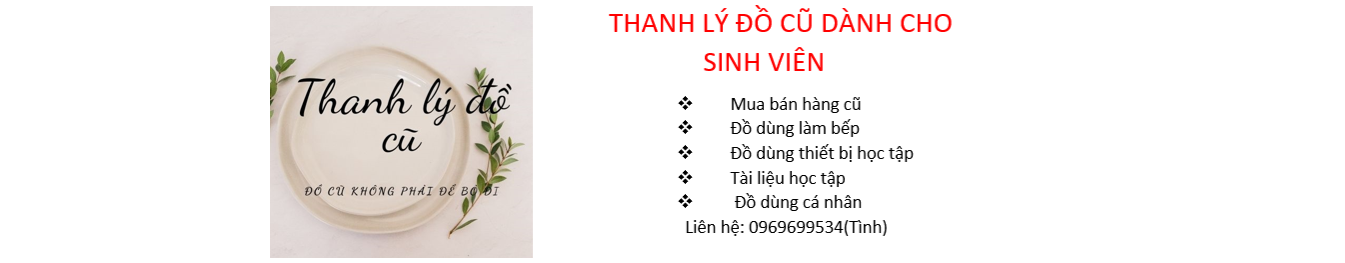 Thanh lý đồ
cũ
ĐỒ CŨ KHÔNG PHẢI ĐỂ BỎ ĐI
THANH LÝ ĐỒ CŨ DÀNH CHO
SINH VIÊN
❖ Mua bán hàng cũ
❖ Đồ dùng làm bếp
❖ Đồ dùng thiết bị học tập
❖ Tài liệu học tập
❖ Đồ dùng cá nhân
Liên hệ: 0969699534(Tình)